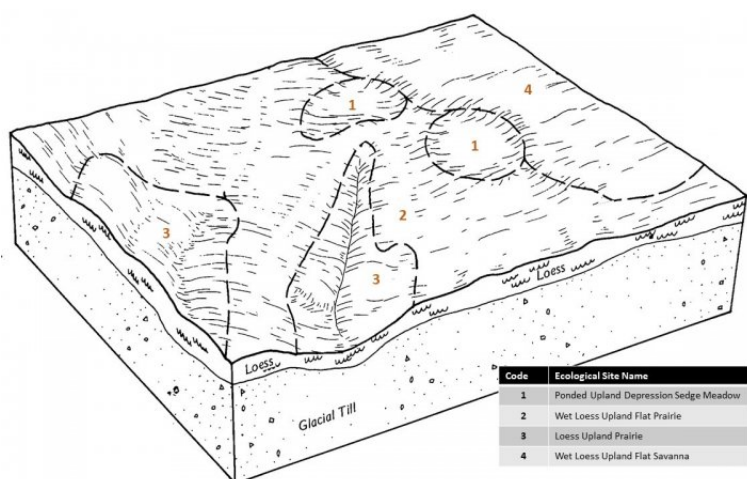 1
4
1
2
3
3
Loess
Loess
Glacial Till
Code Ecological Site Name
1 Ponded Upland Depression Sedge Meadow
2 Wet Loess Upland Flat Prairie
3 Loess Upland Prairie
4 Wet Loess Upland Flat Savanna